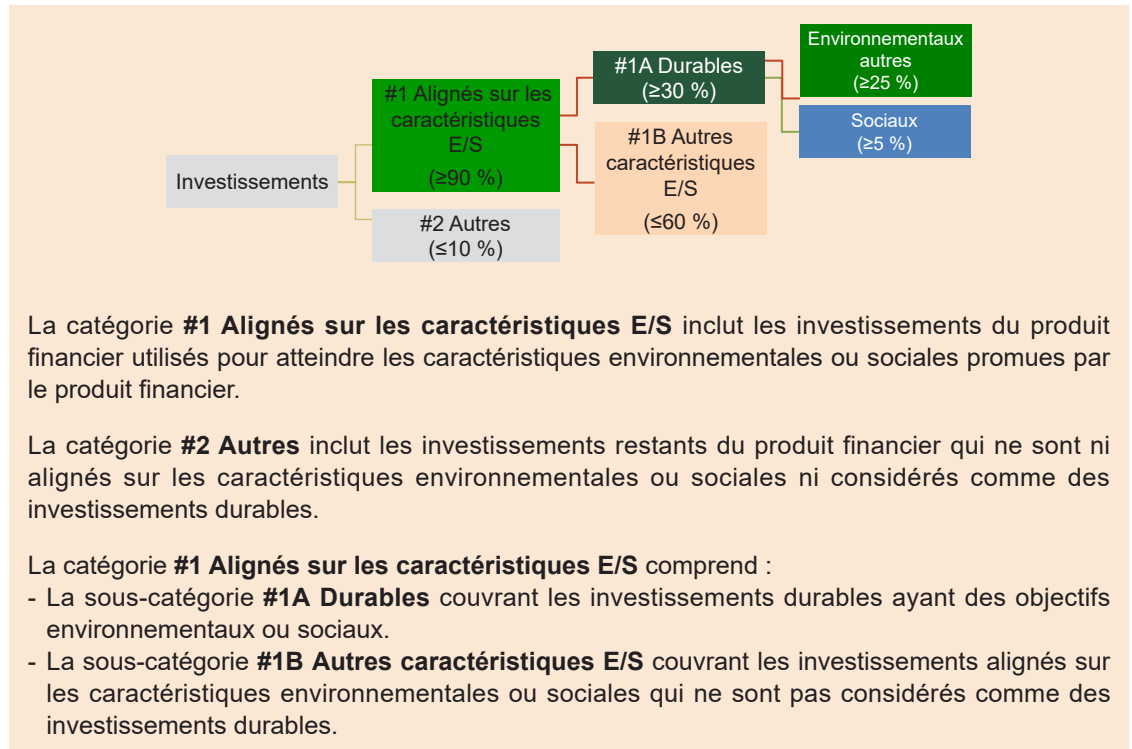 Investissements
#1 Alignés sur les
caractéristiques
E/S
(≥90 %)
#2 Autres
(≤10 %)
#1A Durables
(≥30 %)
#1B Autres
caractéristiques
E/S
(≤60 %)
Environnementaux
autres
(≥25 %)
Sociaux
(≥5 %)
La catégorie #1 Alignés sur les caractéristiques E/S inclut les investissements du produit
financier utilisés pour atteindre les caractéristiques environnementales ou sociales promues par
le produit financier.
La catégorie #2 Autres inclut les investissements restants du produit financier qui ne sont ni
alignés sur les caractéristiques environnementales ou sociales ni considérés comme des
investissements durables.
La catégorie #1 Alignés sur les caractéristiques E/S comprend :
- La sous-catégorie #1A Durables couvrant les investissements durables ayant des objectifs
environnementaux ou sociaux.
- La sous-catégorie #1B Autres caractéristiques E/S couvrant les investissements alignés sur
les caractéristiques environnementales ou sociales qui ne sont pas considérés comme des
investissements durables.